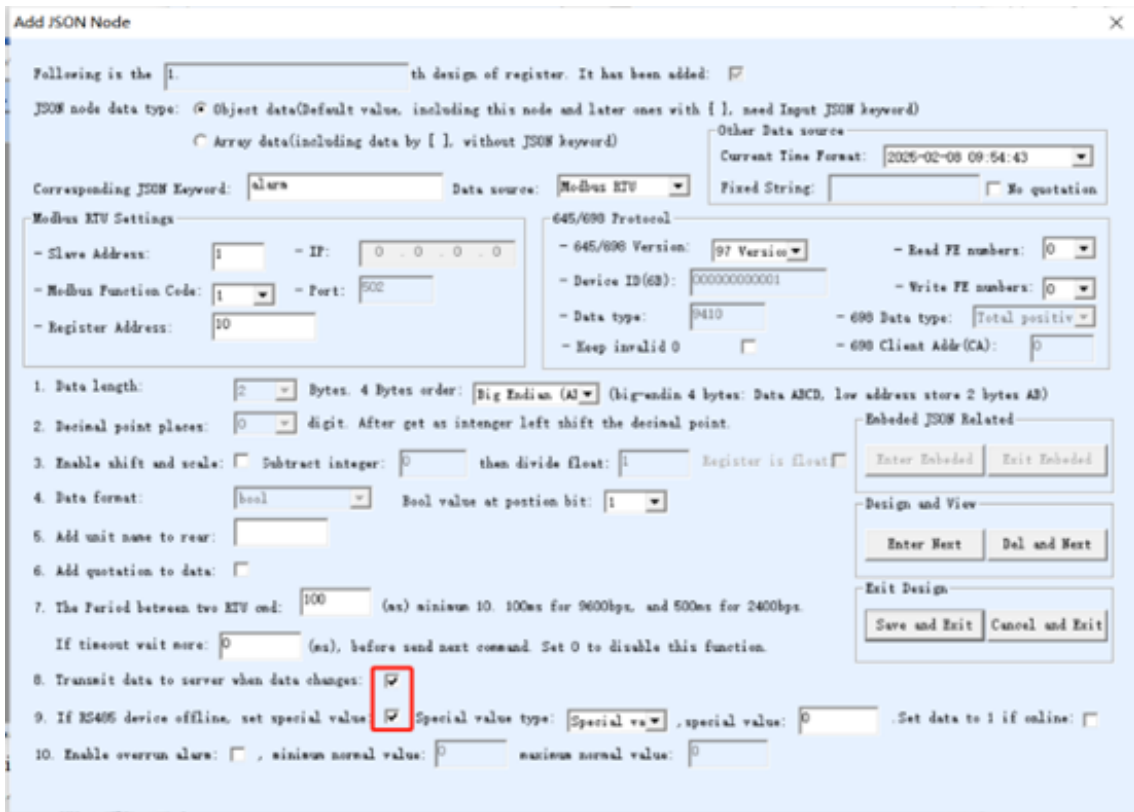 Add JSON Node
Following is the 1. th design of register. It has been added:
JSON node data type: Object data(Default value, including this node and later ones with { }, need Input JSON keyword)
Array data(including data by [ ], without JSON keyword)
Other Data source
Current Time Format: 2025-02-08 09:54:43
Corresponding JSON Keyword: alarm Data source: Modbus RTU Fixed String: No quotation
Modbus RTU Settings
- Slave Address: 1 - IP: 0 . 0 . 0 . 0
- Modbus Function Code: 1 - Port: 502
- Register Address: 10
645/698 Protocol
- 645/698 Version: 97 Versio - Read FE numbers: 0
- Device ID(6B): 000000000001 - Write FE numbers: 0
- Data type: 9410 - 698 Data type: Total positiv
- Keep invalid 0 - 698 Client Addr(CA): 0
1. Data length: 2 Bytes. 4 Bytes order: Big Endian (AB (big-endin 4 bytes: Data ABCD, low address store 2 bytes AB)
2. Decimal point places: 0 digit. After get as intenger left shift the decimal point.
3. Enable shift and scale: Subtract integer: 0 then divide float: 1 Register is float
4. Data format: bool Bool value at postion bit: 1
5. Add unit name to rear:
6. Add quotation to data:
7. The Period between two RTU cmd: 100 (ms) minimum 10. 100ms for 9600bps, and 500ms for 2400bps.
If timeout wait more: 0 (ms), before send next command. Set 0 to disable this function.
8. Transmit data to server when data changes:
9. If RS485 device offline, set special value: Special value type: Special va , special value: 0 .Set data to 1 if online:
10. Enable overrun alarm: , minimum normal value: 0 maximum normal value: 0
Embeded JSON Related
Enter Embeded Exit Embeded
Design and View
Enter Next Del and Next
Exit Design
Save and Exit Cancel and Exit